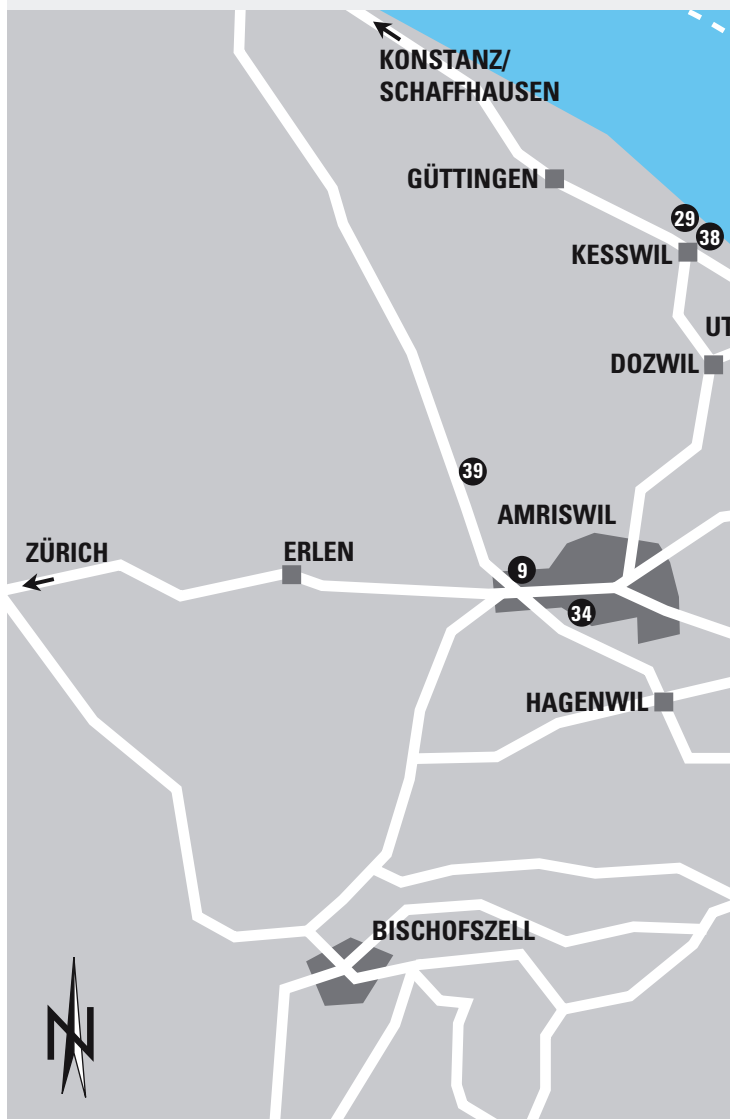 KONSTANZ/
SCHAFFHAUSEN
GÜTTINGEN
29
38
KESSWIL
UT
DOZWIL
39
AMRISWIL
ZÜRICH
ERLEN
9
34
HAGENWIL
BISCHOFSZELL
N